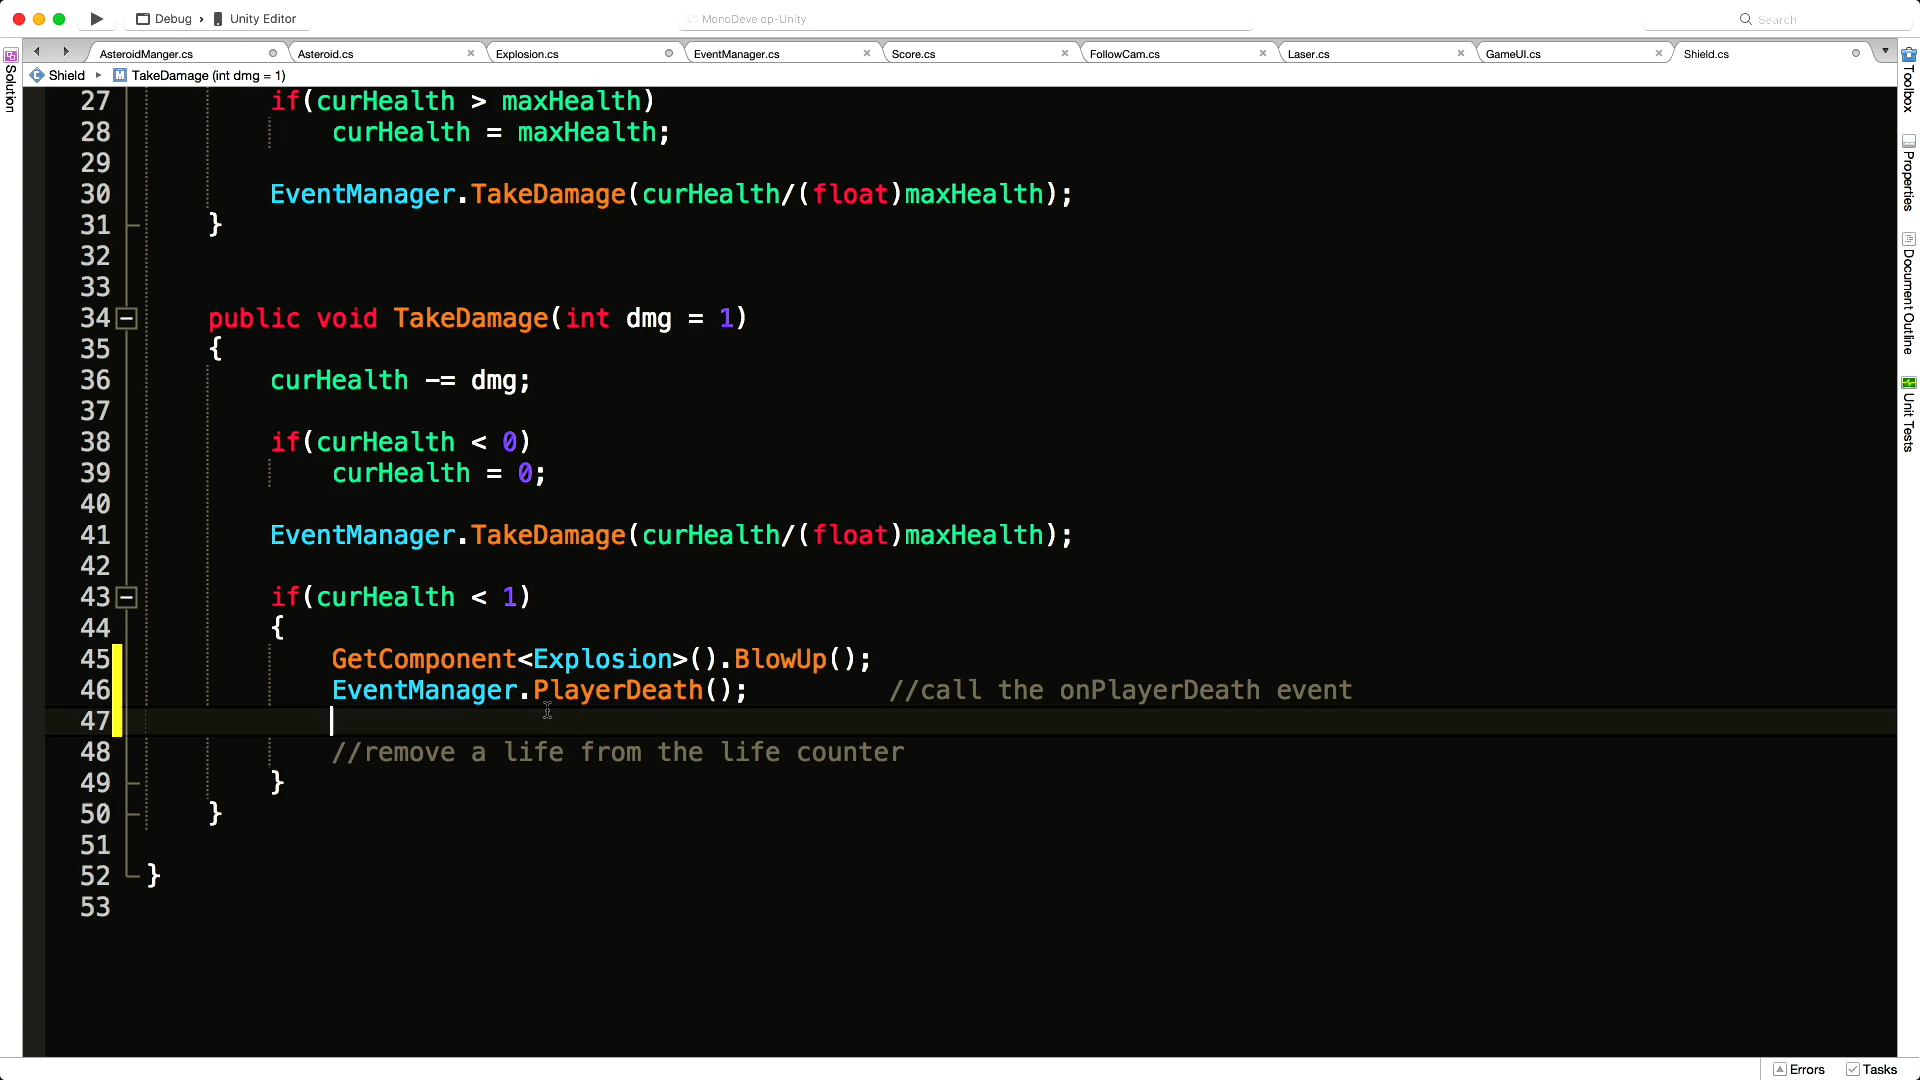 Debug › Unity Editor
MonoDevelop-Unity
Search
AsteroidManger.cs
Asteroid.cs
Explosion.cs
EventManager.cs
Score.cs
FollowCam.cs
Laser.cs
GameUI.cs
Shield.cs
Shield ▸ M TakeDamage (int dmg = 1)
Solution
Toolbox
Properties
Document Outline
Unit Tests
27 if(curHealth > maxHealth)
28 curHealth = maxHealth;
29
30 EventManager.TakeDamage(curHealth/(float)maxHealth);
31 }
32
33
34 public void TakeDamage(int dmg = 1)
35 {
36 curHealth -= dmg;
37
38 if(curHealth < 0)
39 curHealth = 0;
40
41 EventManager.TakeDamage(curHealth/(float)maxHealth);
42
43 if(curHealth < 1)
44 {
45 GetComponent<Explosion>().BlowUp();
46 EventManager.PlayerDeath(); //call the onPlayerDeath event
47
48 //remove a life from the life counter
49 }
50 }
51
52 }
53
Errors Tasks